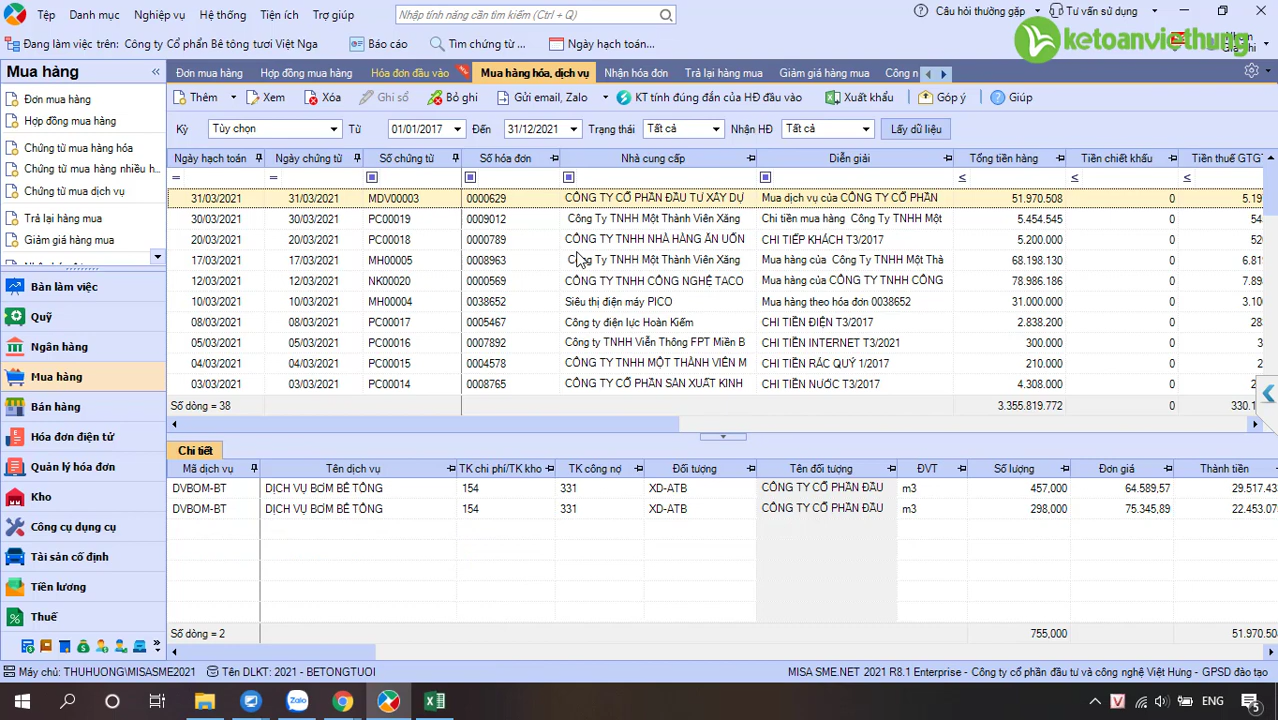 Tệp Danh mục Nghiệp vụ Hệ thống Tiện ích Trợ giúp Nhập tính năng cần tìm kiếm (Ctrl + Q) Câu hỏi thường gặp Tư vấn sử dụng
Đang làm việc trên: Công ty Cổ phần Bê tông tươi Việt Nga Báo cáo Tìm chứng từ ... Ngày hạch toán...
ketoanviethung
Mua hàng «
Đơn mua hàng
Hợp đồng mua hàng
Chứng từ mua hàng hóa
Chứng từ mua hàng nhiều h
Chứng từ mua dịch vụ
Trả lại hàng mua
Giảm giá hàng mua
Bàn làm việc
Quỹ
Ngân hàng
Mua hàng
Bán hàng
Hóa đơn điện tử
Quản lý hóa đơn
Kho
Công cụ dụng cụ
Tài sản cố định
Tiền lương
Thuế
Đơn mua hàng Hợp đồng mua hàng Hóa đơn đầu vào Mua hàng hóa, dịch vụ Nhận hóa đơn Trả lại hàng mua Giảm giá hàng mua Công n
Thêm Xem Xóa Ghi sổ Bỏ ghi Gửi email, Zalo KT tính đúng đắn của HĐ đầu vào Xuất khẩu Góp ý Giúp
Kỳ Tùy chọn Từ 01/01/2017 Đến 31/12/2021 Trạng thái Tất cả Nhận HĐ Tất cả Lấy dữ liệu
Ngày hạch toán Ngày chứng từ Số chứng từ Số hóa đơn Nhà cung cấp Diễn giải Tổng tiền hàng Tiền chiết khấu Tiền thuế GTG
= = ≤ ≤ ≤
31/03/2021 31/03/2021 MDV00003 0000629 CÔNG TY CỔ PHẦN ĐẦU TƯ XÂY DỰ Mua dịch vụ của CÔNG TY CỔ PHẦN 51.970.508 0 5.19
30/03/2021 30/03/2021 PC00019 0009012 Công Ty TNHH Một Thành Viên Xăng Chi tiền mua hàng Công Ty TNHH Một 5.454.545 0 54
20/03/2021 20/03/2021 PC00018 0000789 CÔNG TY TNHH NHÀ HÀNG ĂN UỐN CHI TIẾP KHÁCH T3/2017 5.200.000 0 52
17/03/2021 17/03/2021 MH00005 0008963 Công Ty TNHH Một Thành Viên Xăng Mua hàng của Công Ty TNHH Một Thà 68.198.130 0 6.81
12/03/2021 12/03/2021 NK00020 0000569 CÔNG TY TNHH CÔNG NGHỆ TACO Mua hàng của CÔNG TY TNHH CÔNG 78.986.186 0 7.89
10/03/2021 10/03/2021 MH00004 0038652 Siêu thị điện máy PICO Mua hàng theo hóa đơn 0038652 31.000.000 0 3.10
08/03/2021 08/03/2021 PC00017 0005467 Công ty điện lực Hoàn Kiếm CHI TIỀN ĐIỆN T3/2017 2.838.200 0 28
05/03/2021 05/03/2021 PC00016 0007892 Công ty TNHH Viễn Thông FPT Miền B CHI TIỀN INTERNET T3/2021 300.000 0 3
04/03/2021 04/03/2021 PC00015 0004578 CÔNG TY TNHH MỘT THÀNH VIÊN M CHI TIỀN RÁC QUÝ 1/2017 210.000 0 2
03/03/2021 03/03/2021 PC00014 0008765 CÔNG TY CỔ PHẦN SẢN XUẤT KINH CHI TIỀN NƯỚC T3/2017 4.308.000 0
Số dòng = 38 3.355.819.772 0 330.1
Chi tiết
Mã dịch vụ Tên dịch vụ TK chi phí/TK kho TK công nợ Đối tượng Tên đối tượng ĐVT Số lượng Đơn giá Thành tiền
DVBOM-BT DỊCH VỤ BƠM BÊ TÔNG 154 331 XD-ATB CÔNG TY CỔ PHẦN ĐẦU m3 457,000 64.589,57 29.517.43
DVBOM-BT DỊCH VỤ BƠM BÊ TÔNG 154 331 XD-ATB CÔNG TY CỔ PHẦN ĐẦU m3 298,000 75.345,89 22.453.07
Số dòng = 2 755,000 51.970.50
Máy chủ: THUHUONG\MISASME2021 Tên DLKT: 2021 - BETONGTUOI MISA SME.NET 2021 R8.1 Enterprise - Công ty cổ phần đầu tư và công nghệ Việt Hưng - GPSD đào tạo
ENG 5